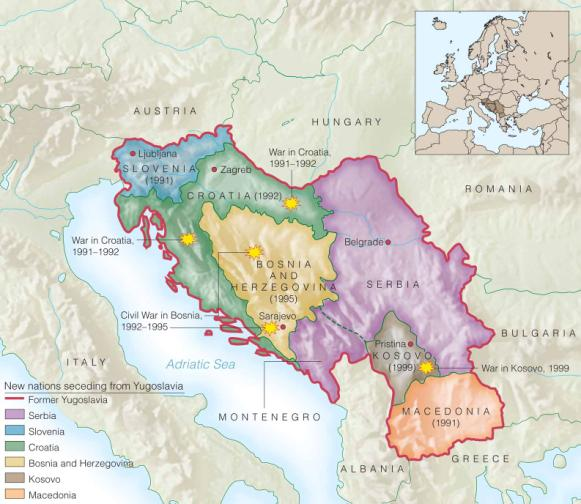 AUSTRIA
HUNGARY
ROMANIA
BULGARIA
GREECE
ALBANIA
ITALY
Adriatic Sea
Ljubljana
SLOVENIA
(1991)
Zagreb
CROATIA (1992)
War in Croatia,
1991–1992
War in Croatia,
1991–1992
Belgrade
SERBIA
BOSNIA
AND
HERZEGOVINA
(1995)
Civil War in Bosnia,
1992–1995
Sarajevo
Pristina
KOSOVO
(1999)
War in Kosovo, 1999
MONTENEGRO
MACEDONIA
(1991)
New nations seceding from Yugoslavia
Former Yugoslavia
Serbia
Slovenia
Croatia
Bosnia and Herzegovina
Kosovo
Macedonia